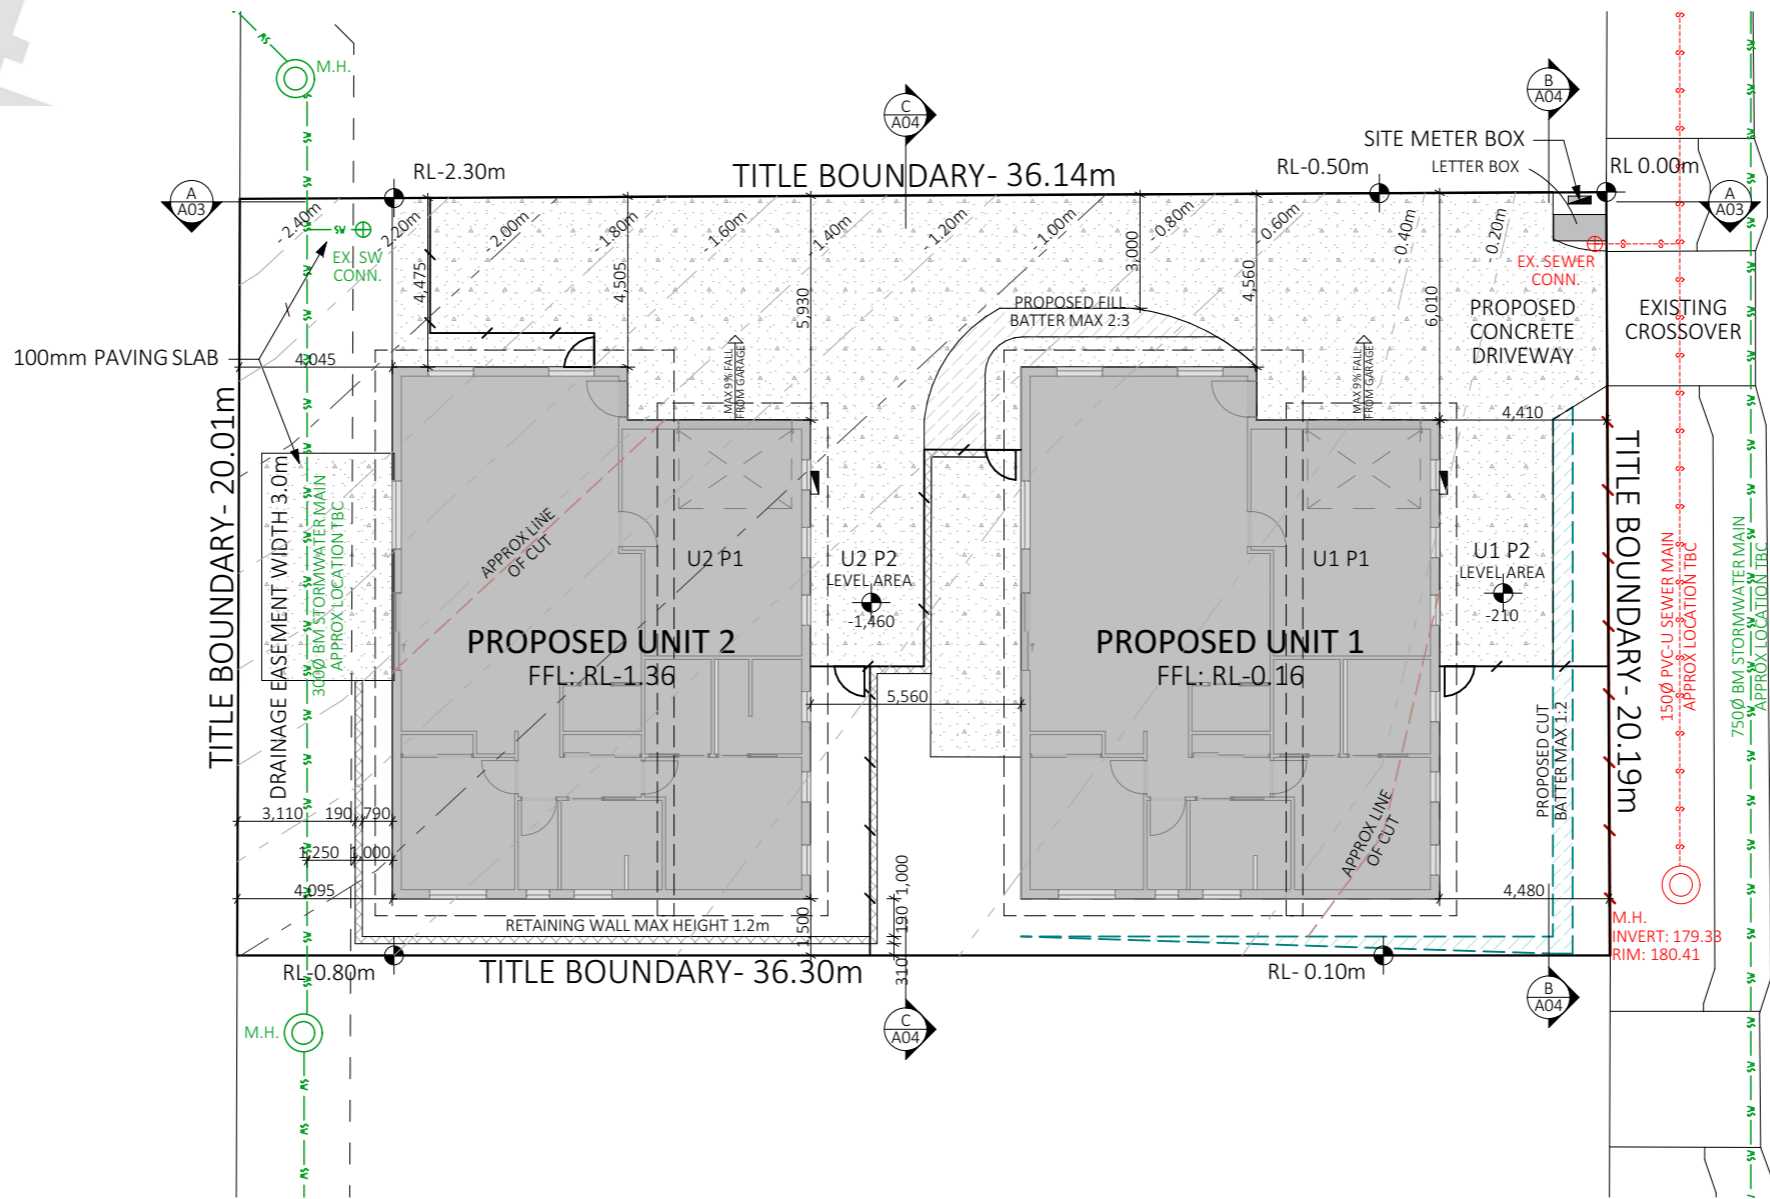 M.H.
C
A04
B
A04
SITE METER BOX
LETTER BOX
RL 0.00m
RL-2.30m
TITLE BOUNDARY- 36.14m
RL-0.50m
A
A03
A
A03
- 2.40m
- 2.20m
- 2.00m
- 1.80m
- 1.60m
- 1.40m
- 1.20m
- 1.00m
- 0.80m
- 0.60m
0.40m
0.20m
SW
EX. SW
CONN.
4,475
4,505
5,930
3,000
4,560
6,010
EX. SEWER
CONN.
PROPOSED FILL
BATTER MAX 2:3
PROPOSED
CONCRETE
DRIVEWAY
EXISTING
CROSSOVER
100mm PAVING SLAB
4,045
MAX 9% FALL
FROM GARAGE
MAX 9% FALL
FROM GARAGE
4,410
TITLE BOUNDARY- 20.01m
DRAINAGE EASEMENT WIDTH 3.0m
300Ø BM STORMWATER MAIN
APPROX LOCATION TBC
APPROX LINE
OF CUT
U2 P1
U2 P2
LEVEL AREA
-1,460
U1 P1
U1 P2
LEVEL AREA
-210
TITLE BOUNDARY- 20.19m
150Ø PVC-U SEWER MAIN
APPROX LOCATION TBC
750Ø BM STORMWATER MAIN
APPROX LOCATION TBC
PROPOSED UNIT 2
FFL: RL-1.36
PROPOSED UNIT 1
FFL: RL-0.16
5,560
PROPOSED CUT
BATTER MAX 1:2
APPROX LINE
OF CUT
3,110
190
790
1,250
1,000
4,095
1,500
1,000
190
310
4,480
RETAINING WALL MAX HEIGHT 1.2m
M.H.
INVERT: 179.33
RIM: 180.41
RL-0.80m
TITLE BOUNDARY- 36.30m
RL- 0.10m
M.H.
C
A04
B
A04